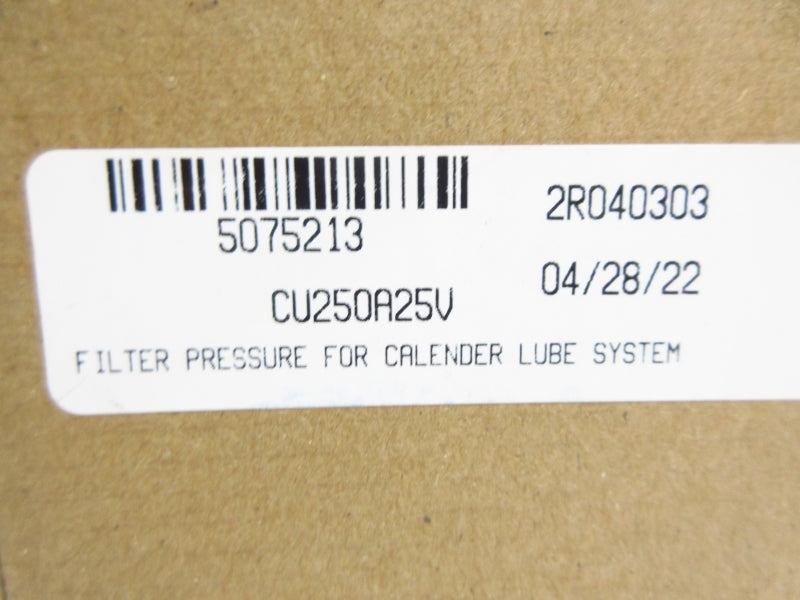 5075213
2R040303
CU250A25V
04/28/22
FILTER PRESSURE FOR CALENDER LUBE SYSTEM